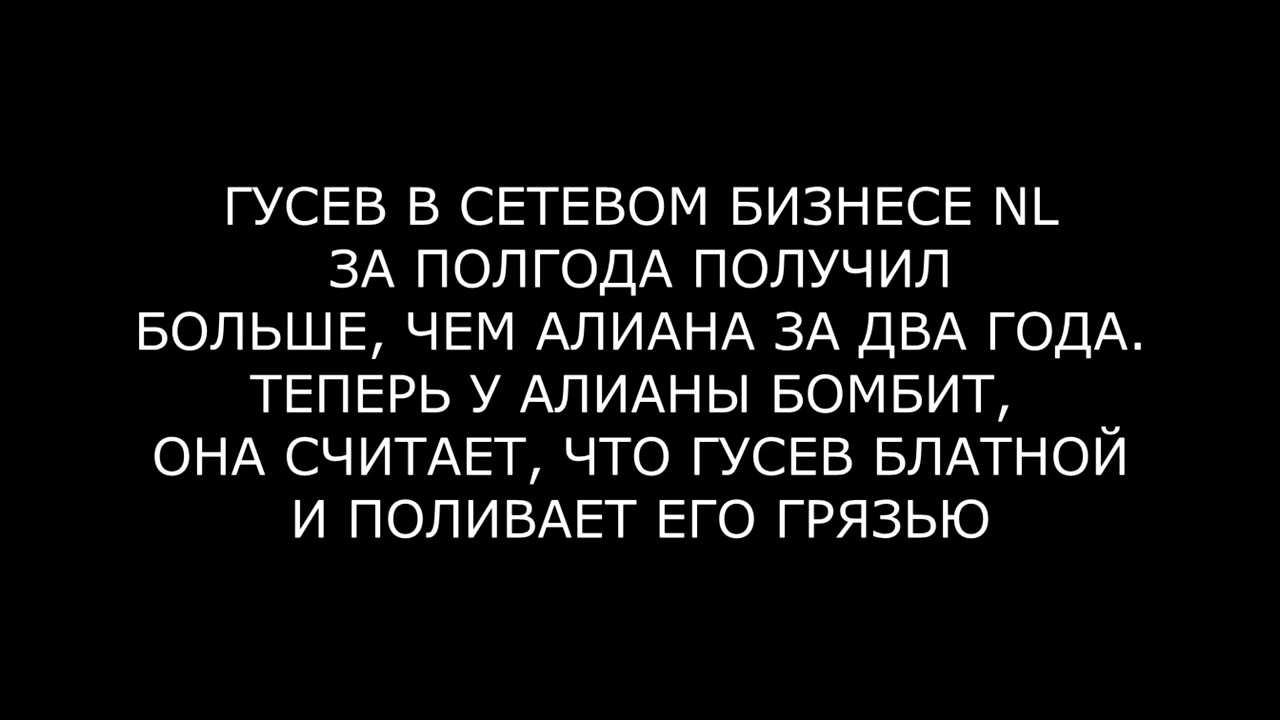 ГУСЕВ В СЕТЕВОМ БИЗНЕСЕ NL
ЗА ПОЛГОДА ПОЛУЧИЛ
БОЛЬШЕ, ЧЕМ АЛИАНА ЗА ДВА ГОДА.
ТЕПЕРЬ У АЛИАНЫ БОМБИТ,
ОНА СЧИТАЕТ, ЧТО ГУСЕВ БЛАТНОЙ
И ПОЛИВАЕТ ЕГО ГРЯЗЬЮ